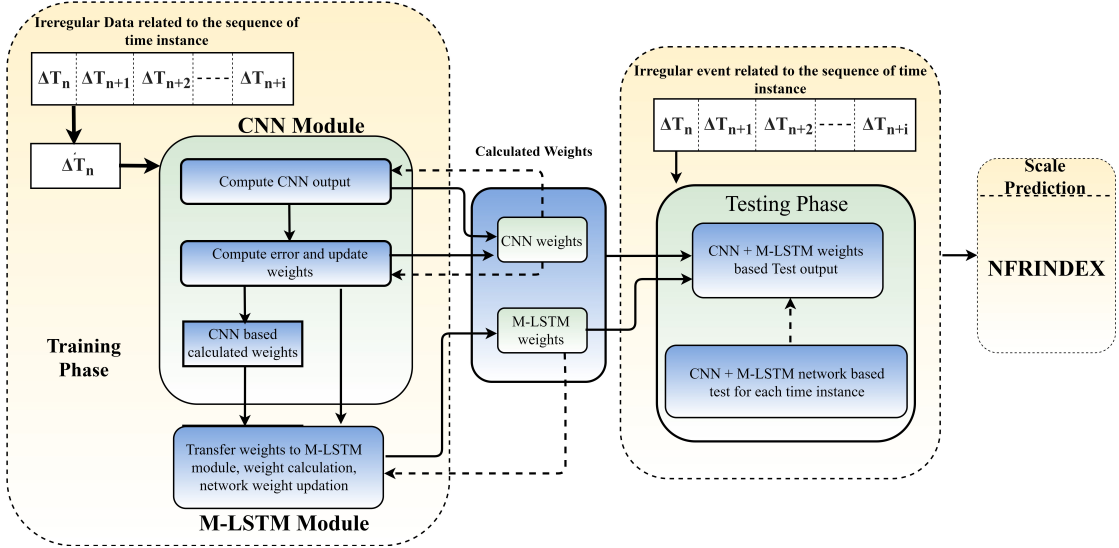 Ireregular Data related to the sequence of
time instance
ΔTn ΔTn+1 ΔTn+2 ----- ΔTn+i
ΔTn
CNN Module
Compute CNN output
Compute error and update
weights
CNN based
calculated weights
Training
Phase
Transfer weights to M-LSTM
module, weight calculation,
network weight updation
M-LSTM Module
Calculated Weights
CNN weights
M-LSTM
weights
Irregular event related to the sequence of time
instance
ΔTn ΔTn+1 ΔTn+2 ----- ΔTn+i
Testing Phase
CNN + M-LSTM weights
based Test output
CNN + M-LSTM network based
test for each time instance
Scale
Prediction
NFRINDEX